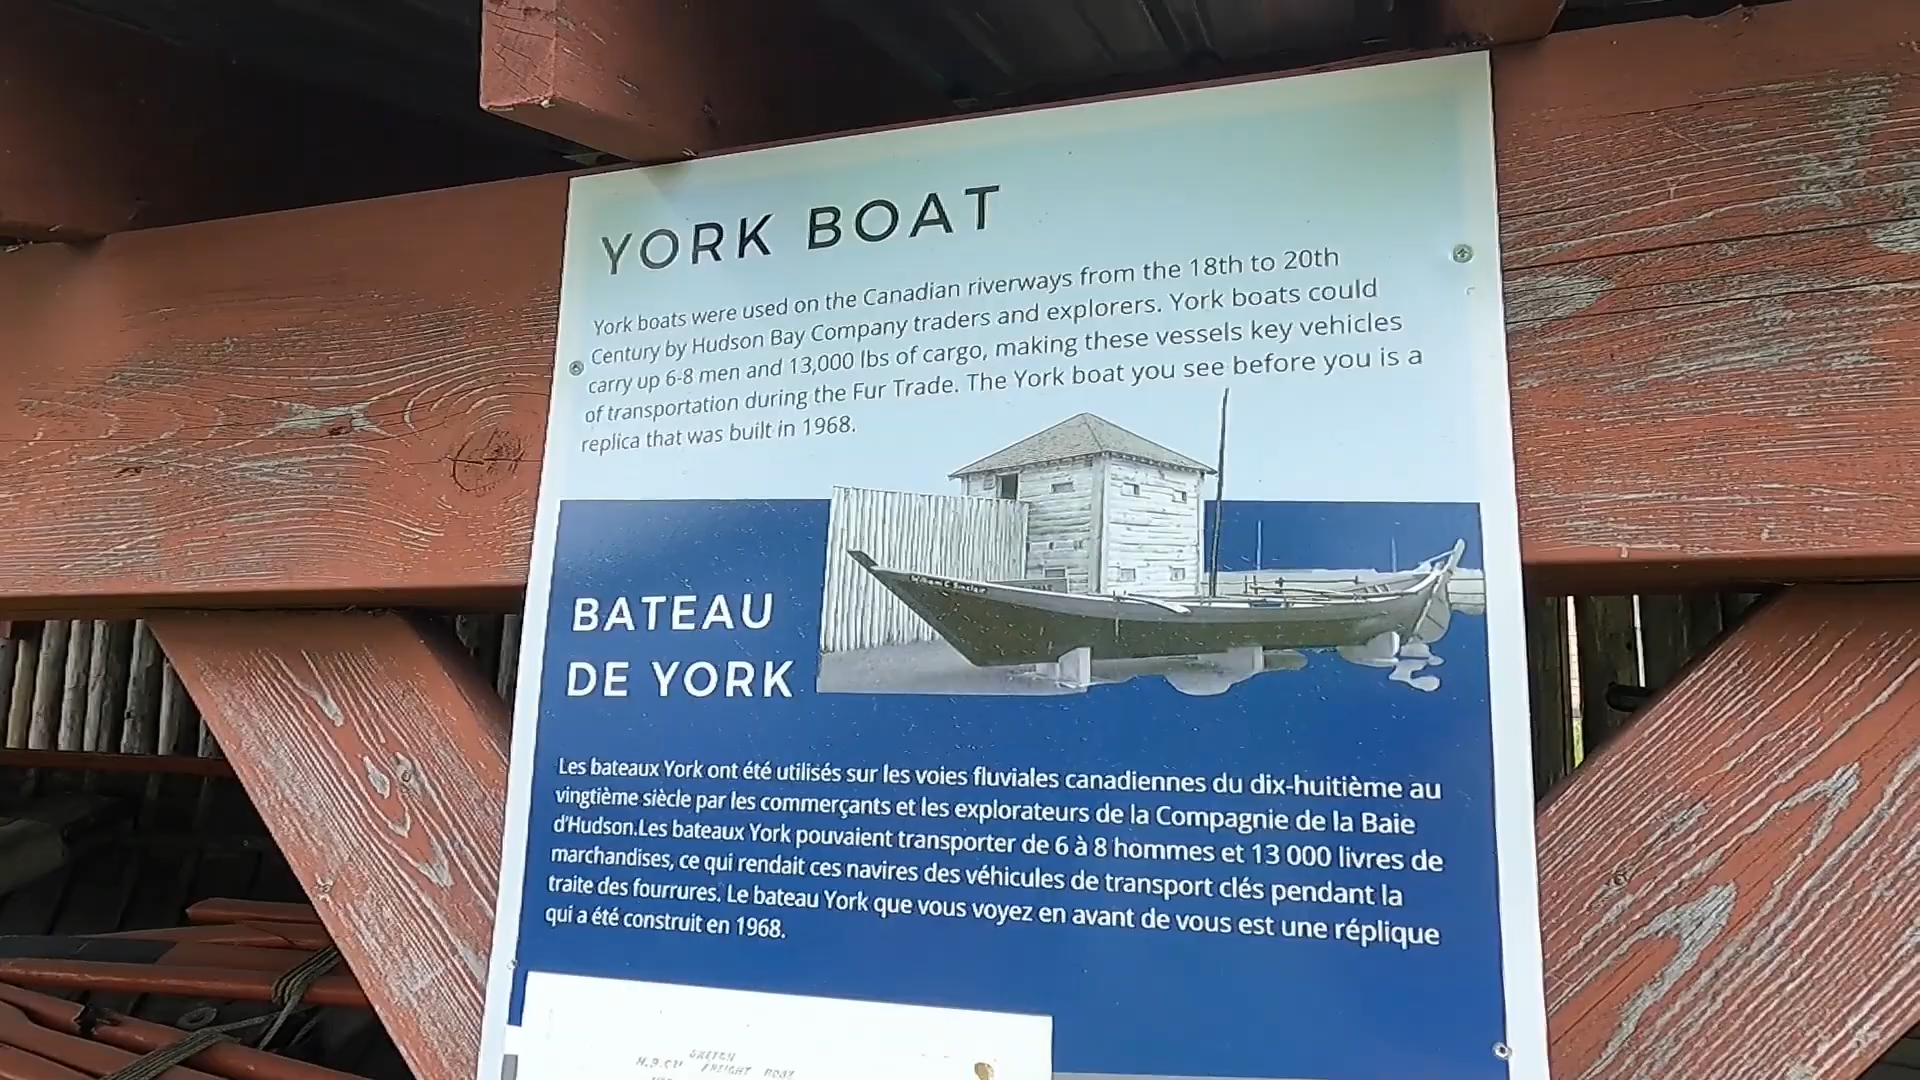 YORK BOAT
York boats were used on the Canadian riverways from the 18th to 20th
Century by Hudson Bay Company traders and explorers. York boats could
carry up 6-8 men and 13,000 lbs of cargo, making these vessels key vehicles
of transportation during the Fur Trade. The York boat you see before you is a
replica that was built in 1968.
BATEAU
DE YORK
Les bateaux York ont été utilisés sur les voies fluviales canadiennes du dix-huitième au
vingtième siècle par les commerçants et les explorateurs de la Compagnie de la Baie
d'Hudson.Les bateaux York pouvaient transporter de 6 à 8 hommes et 13 000 livres de
marchandises, ce qui rendait ces navires des véhicules de transport clés pendant la
traite des fourrures. Le bateau York que vous voyez en avant de vous est une réplique
qui a été construit en 1968.
SKETCH
FREIGHT BOAT